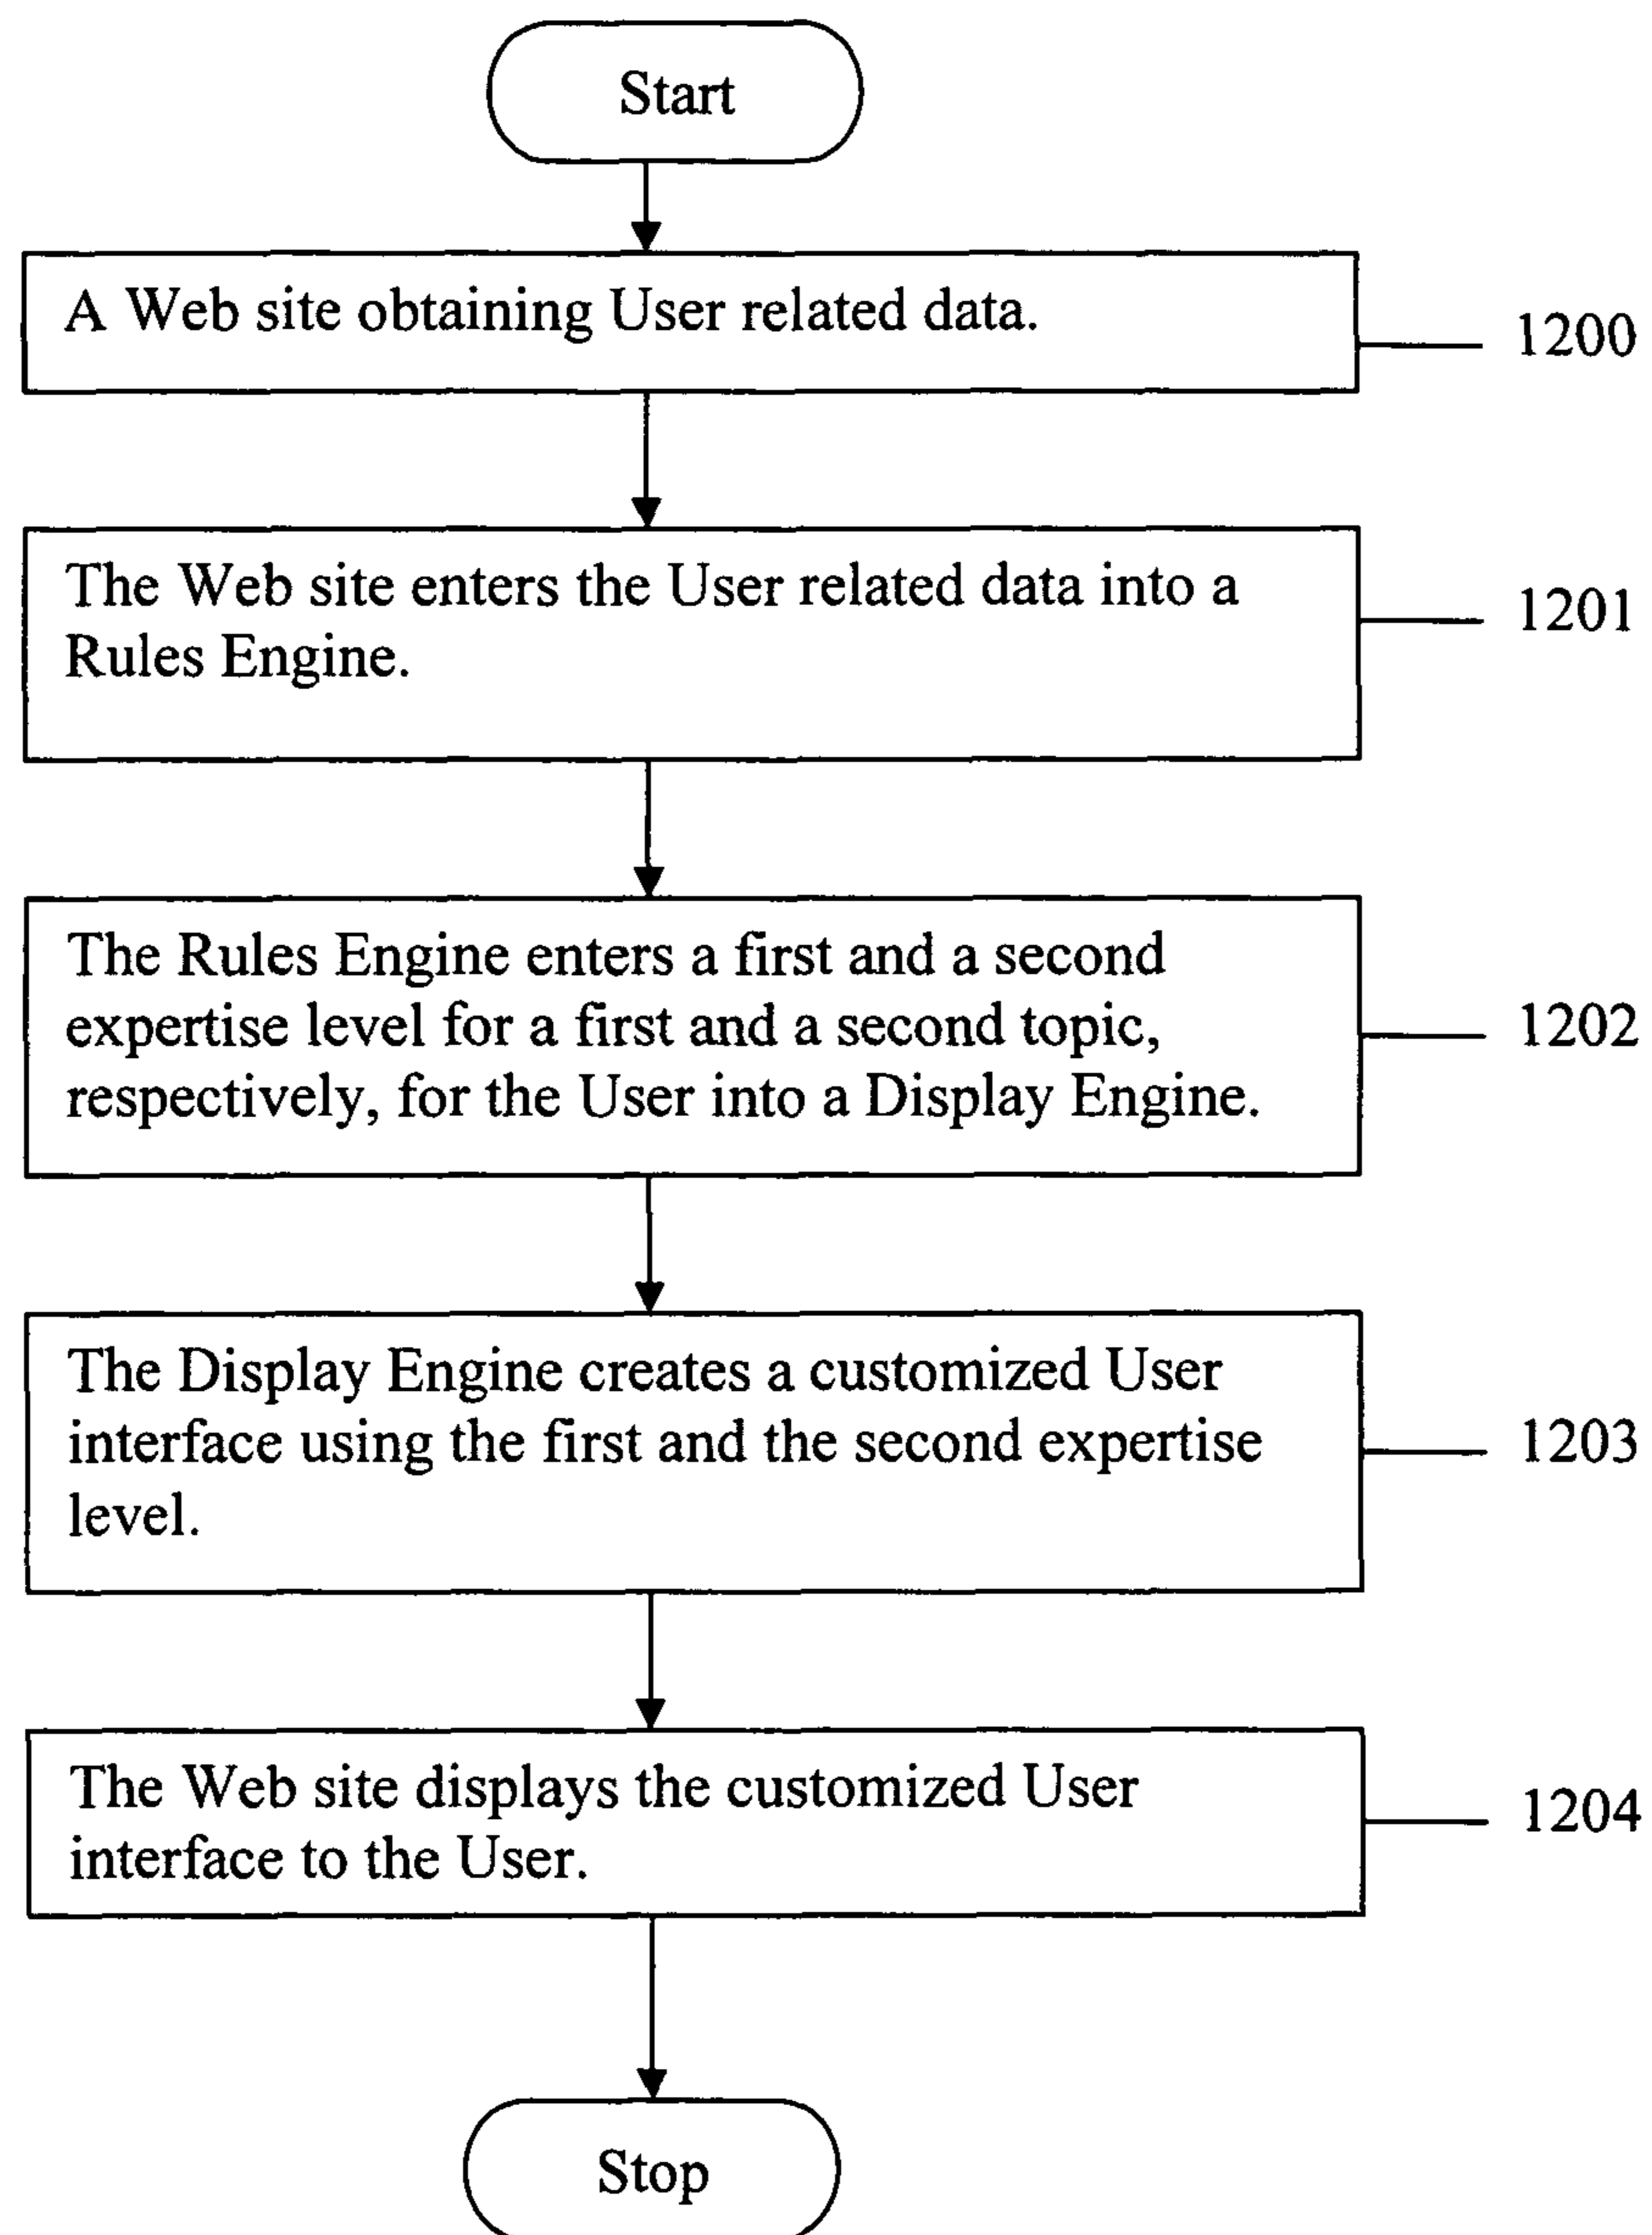 Start
A Web site obtaining User related data.
1200
The Web site enters the User related data into a
Rules Engine.
1201
The Rules Engine enters a first and a second
expertise level for a first and a second topic,
respectively, for the User into a Display Engine.
1202
The Display Engine creates a customized User
interface using the first and the second expertise
level.
1203
The Web site displays the customized User
interface to the User.
1204
Stop